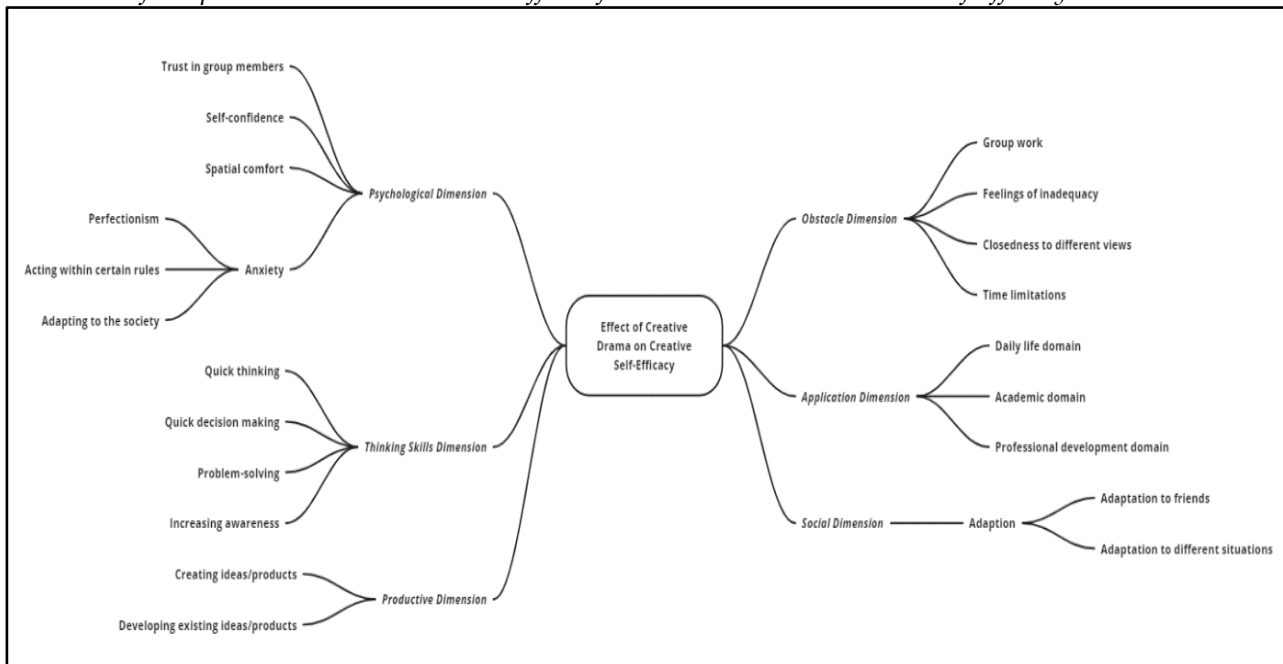 Trust in group members
Self-confidence
Spatial comfort
Psychological Dimension
Perfectionism
Acting within certain rules
Anxiety
Adapting to the society
Quick thinking
Quick decision making
Thinking Skills Dimension
Problem-solving
Increasing awareness
Creating ideas/products
Productive Dimension
Developing existing ideas/products
Effect of Creative
Drama on Creative
Self-Efficacy
Group work
Feelings of inadequacy
Obstacle Dimension
Closedness to different views
Time limitations
Daily life domain
Application Dimension
Academic domain
Professional development domain
Social Dimension
Adaption
Adaptation to friends
Adaptation to different situations